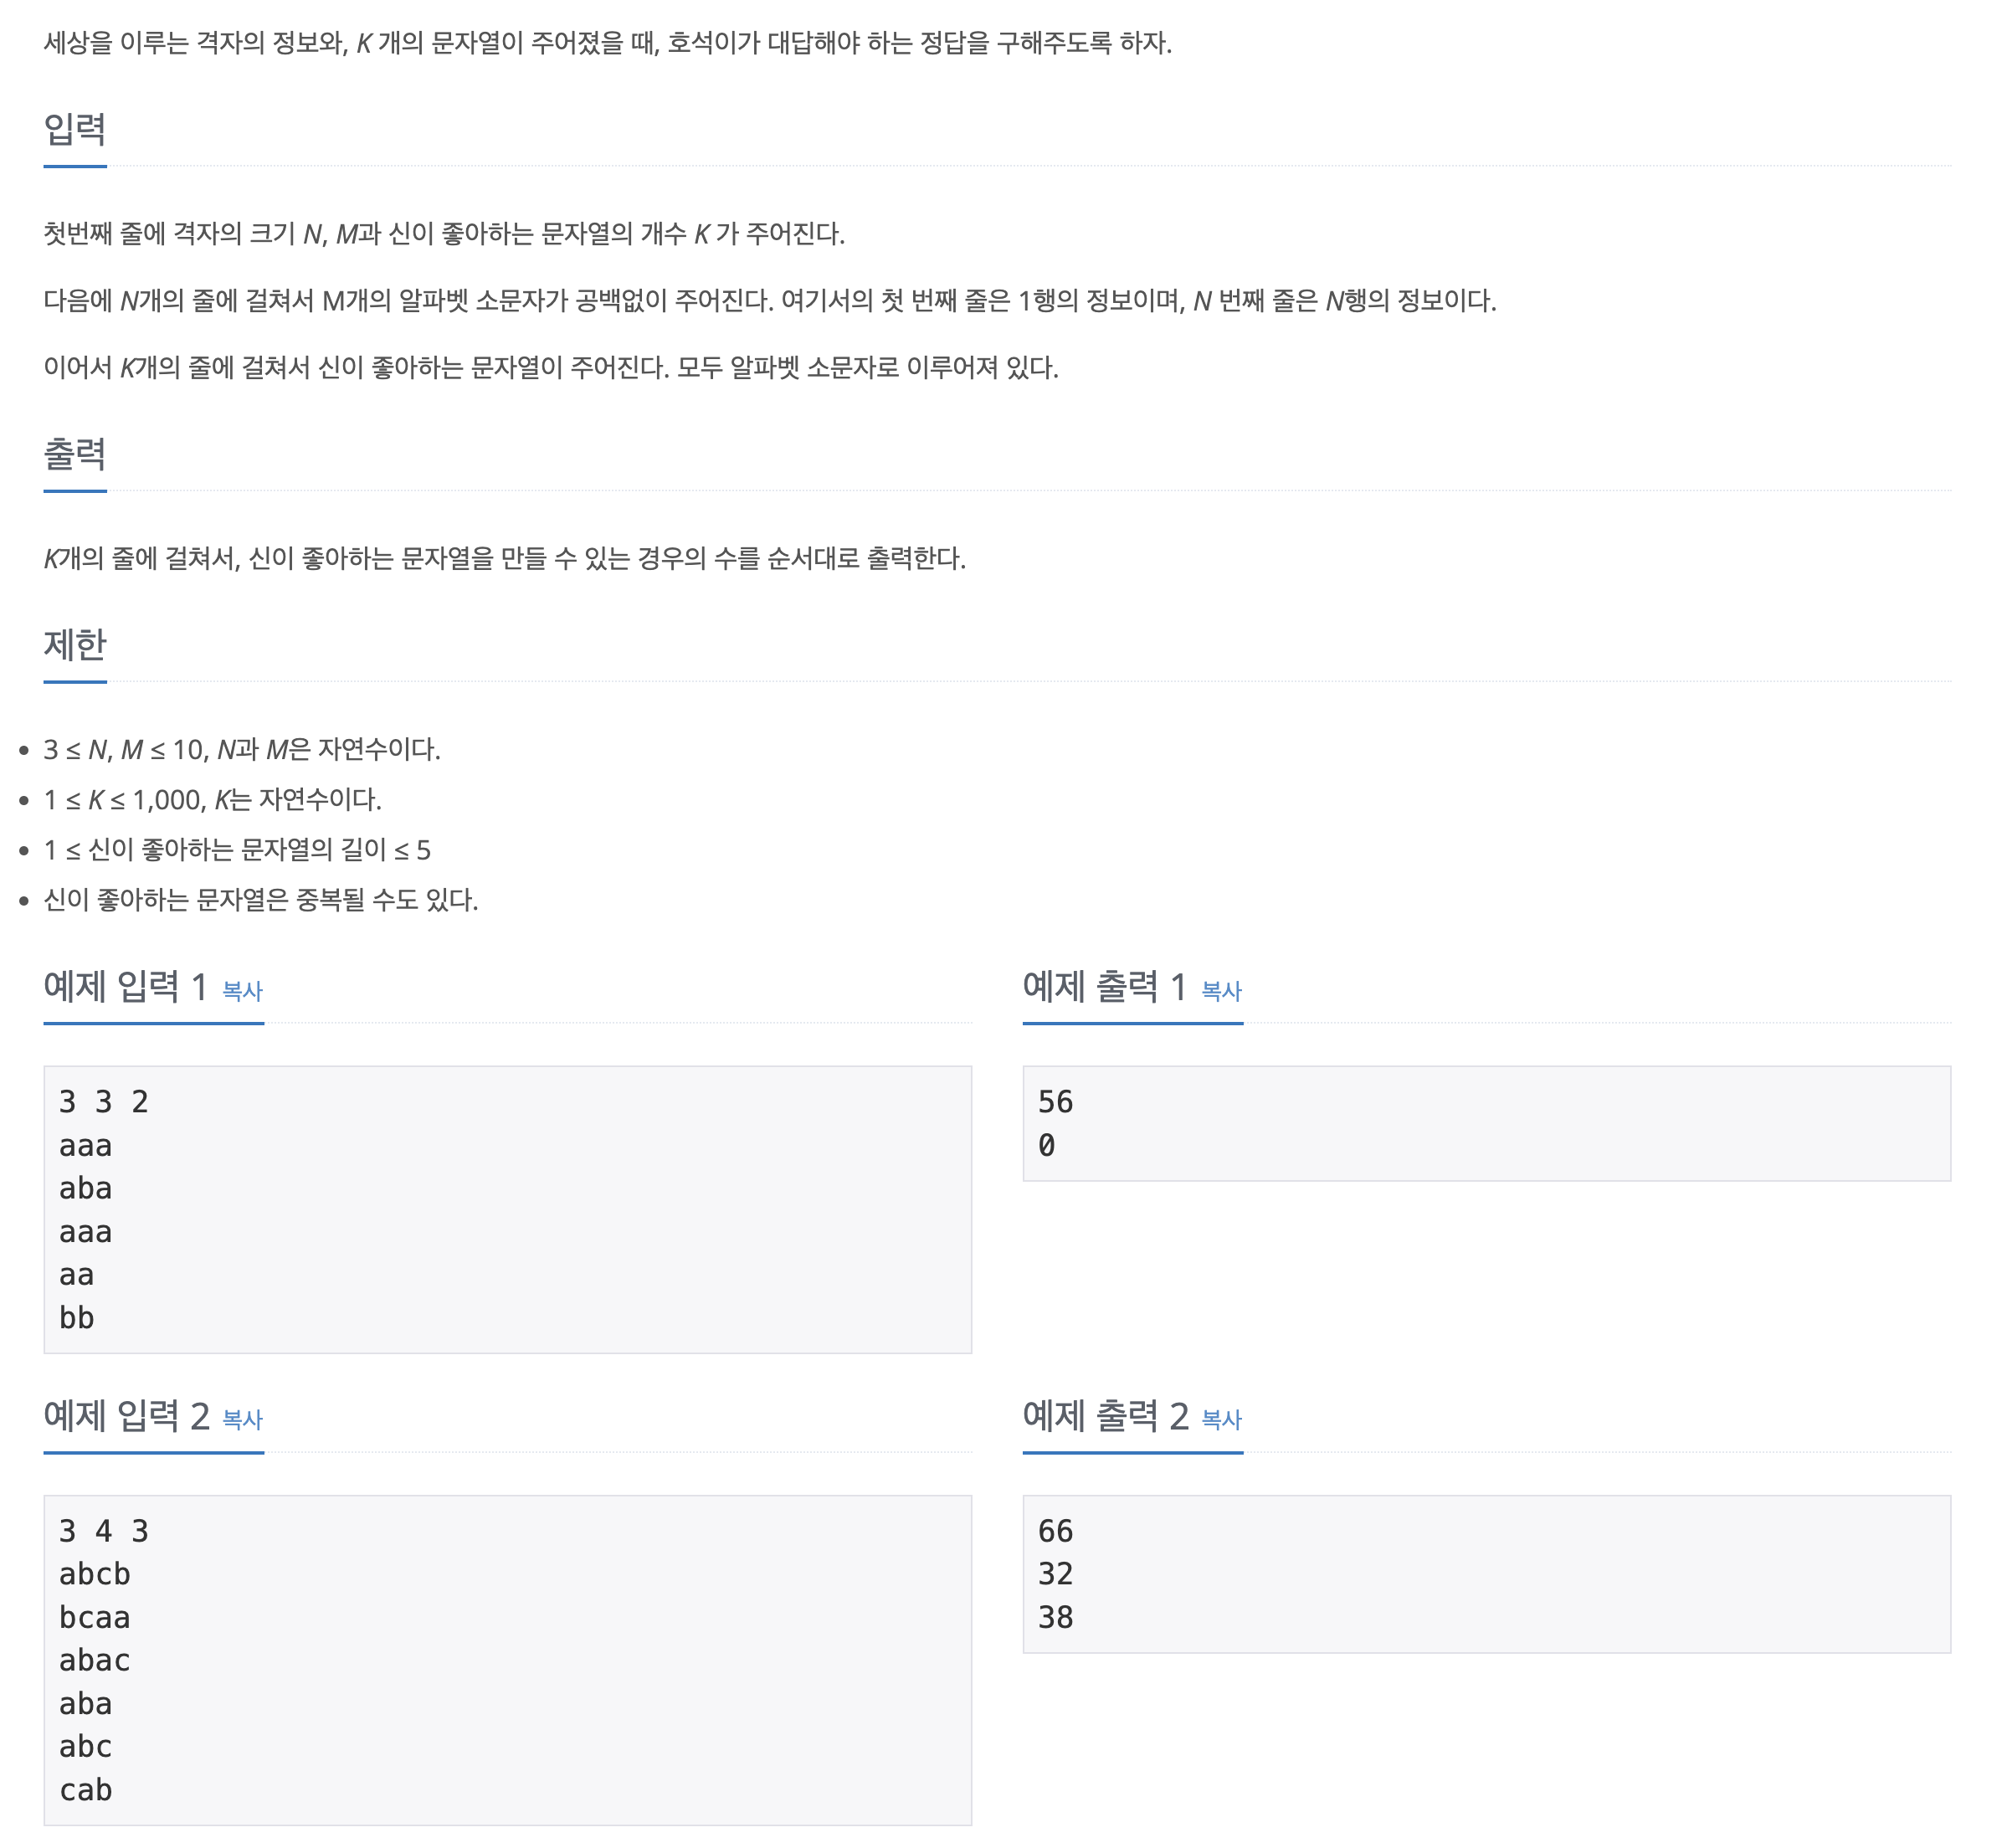 세상을 이루는 격자의 정보와, K 개의 문자열이 주어졌을 때, 호석이가 대답해야 하는 정답을 구해주도록 하자.
입력
첫번째 줄에 격자의 크기 N, M과 신이 좋아하는 문자열의 개수 K 가 주어진다.
다음에 N개의 줄에 걸쳐서 M개의 알파벳 소문자가 공백없이 주어진다. 여기서의 첫 번째 줄은 1행의 정보이며, N 번째 줄은 N행의 정보이다.
이어서 K개의 줄에 걸쳐서 신이 좋아하는 문자열이 주어진다. 모두 알파벳 소문자로 이루어져 있다.
출력
K개의 줄에 걸쳐서, 신이 좋아하는 문자열을 만들 수 있는 경우의 수를 순서대로 출력한다.
제한
• 3 ≤ N, M ≤ 10, N과 M은 자연수이다.
• 1 ≤ K ≤ 1,000, K는 자연수이다.
• 1 ≤ 신이 좋아하는 문자열의 길이 ≤ 5
• 신이 좋아하는 문자열은 중복될 수도 있다.
예제 입력 1 복사
3 3 2
aaa
aba
aaa
aa
bb
예제 출력 1 복사
56
0
예제 입력 2 복사
3 4 3
abcb
bcaa
abac
aba
abc
cab
예제 출력 2 복사
66
32
38